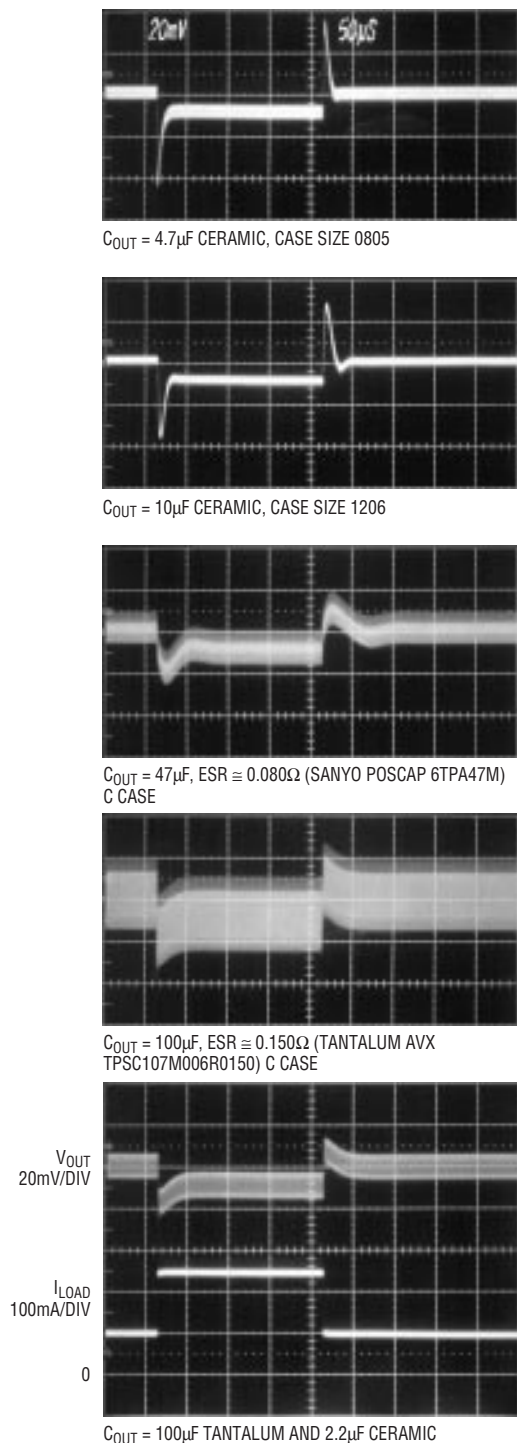 20mV 50µS
COUT = 4.7µF CERAMIC, CASE SIZE 0805
COUT = 10µF CERAMIC, CASE SIZE 1206
COUT = 47µF, ESR ≅ 0.080Ω (SANYO POSCAP 6TPA47M)
C CASE
COUT = 100µF, ESR ≅ 0.150Ω (TANTALUM AVX
TPSC107M006R0150) C CASE
VOUT
20mV/DIV
ILOAD
100mA/DIV
0
COUT = 100µF TANTALUM AND 2.2µF CERAMIC